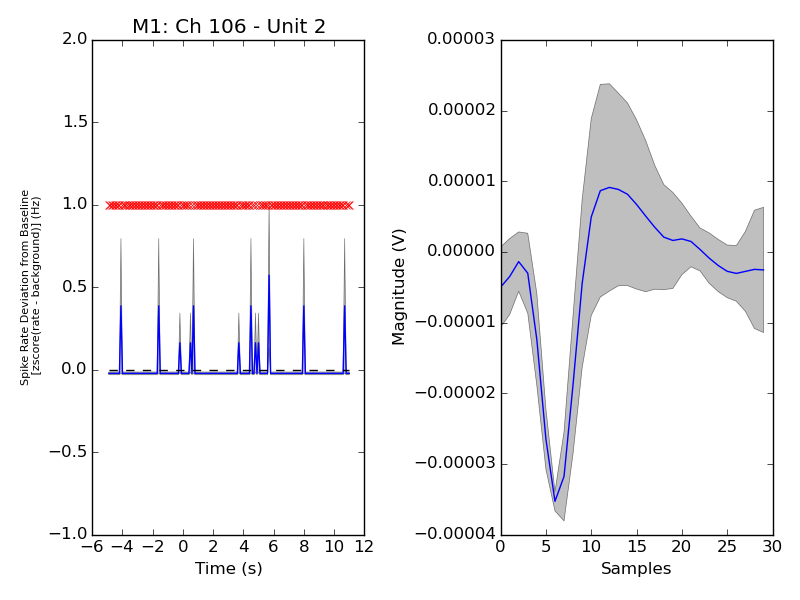 M1: Ch 106 - Unit 2
2.0
1.5
1.0
0.5
0.0
−0.5
−1.0
Spike Rate Deviation from Baseline
[zscore(rate - background)] (Hz)
−6 −4 −2 0 2 4 6 8 10 12
Time (s)
0.00003
0.00002
0.00001
0.00000
−0.00001
−0.00002
−0.00003
−0.00004
Magnitude (V)
0 5 10 15 20 25 30
Samples